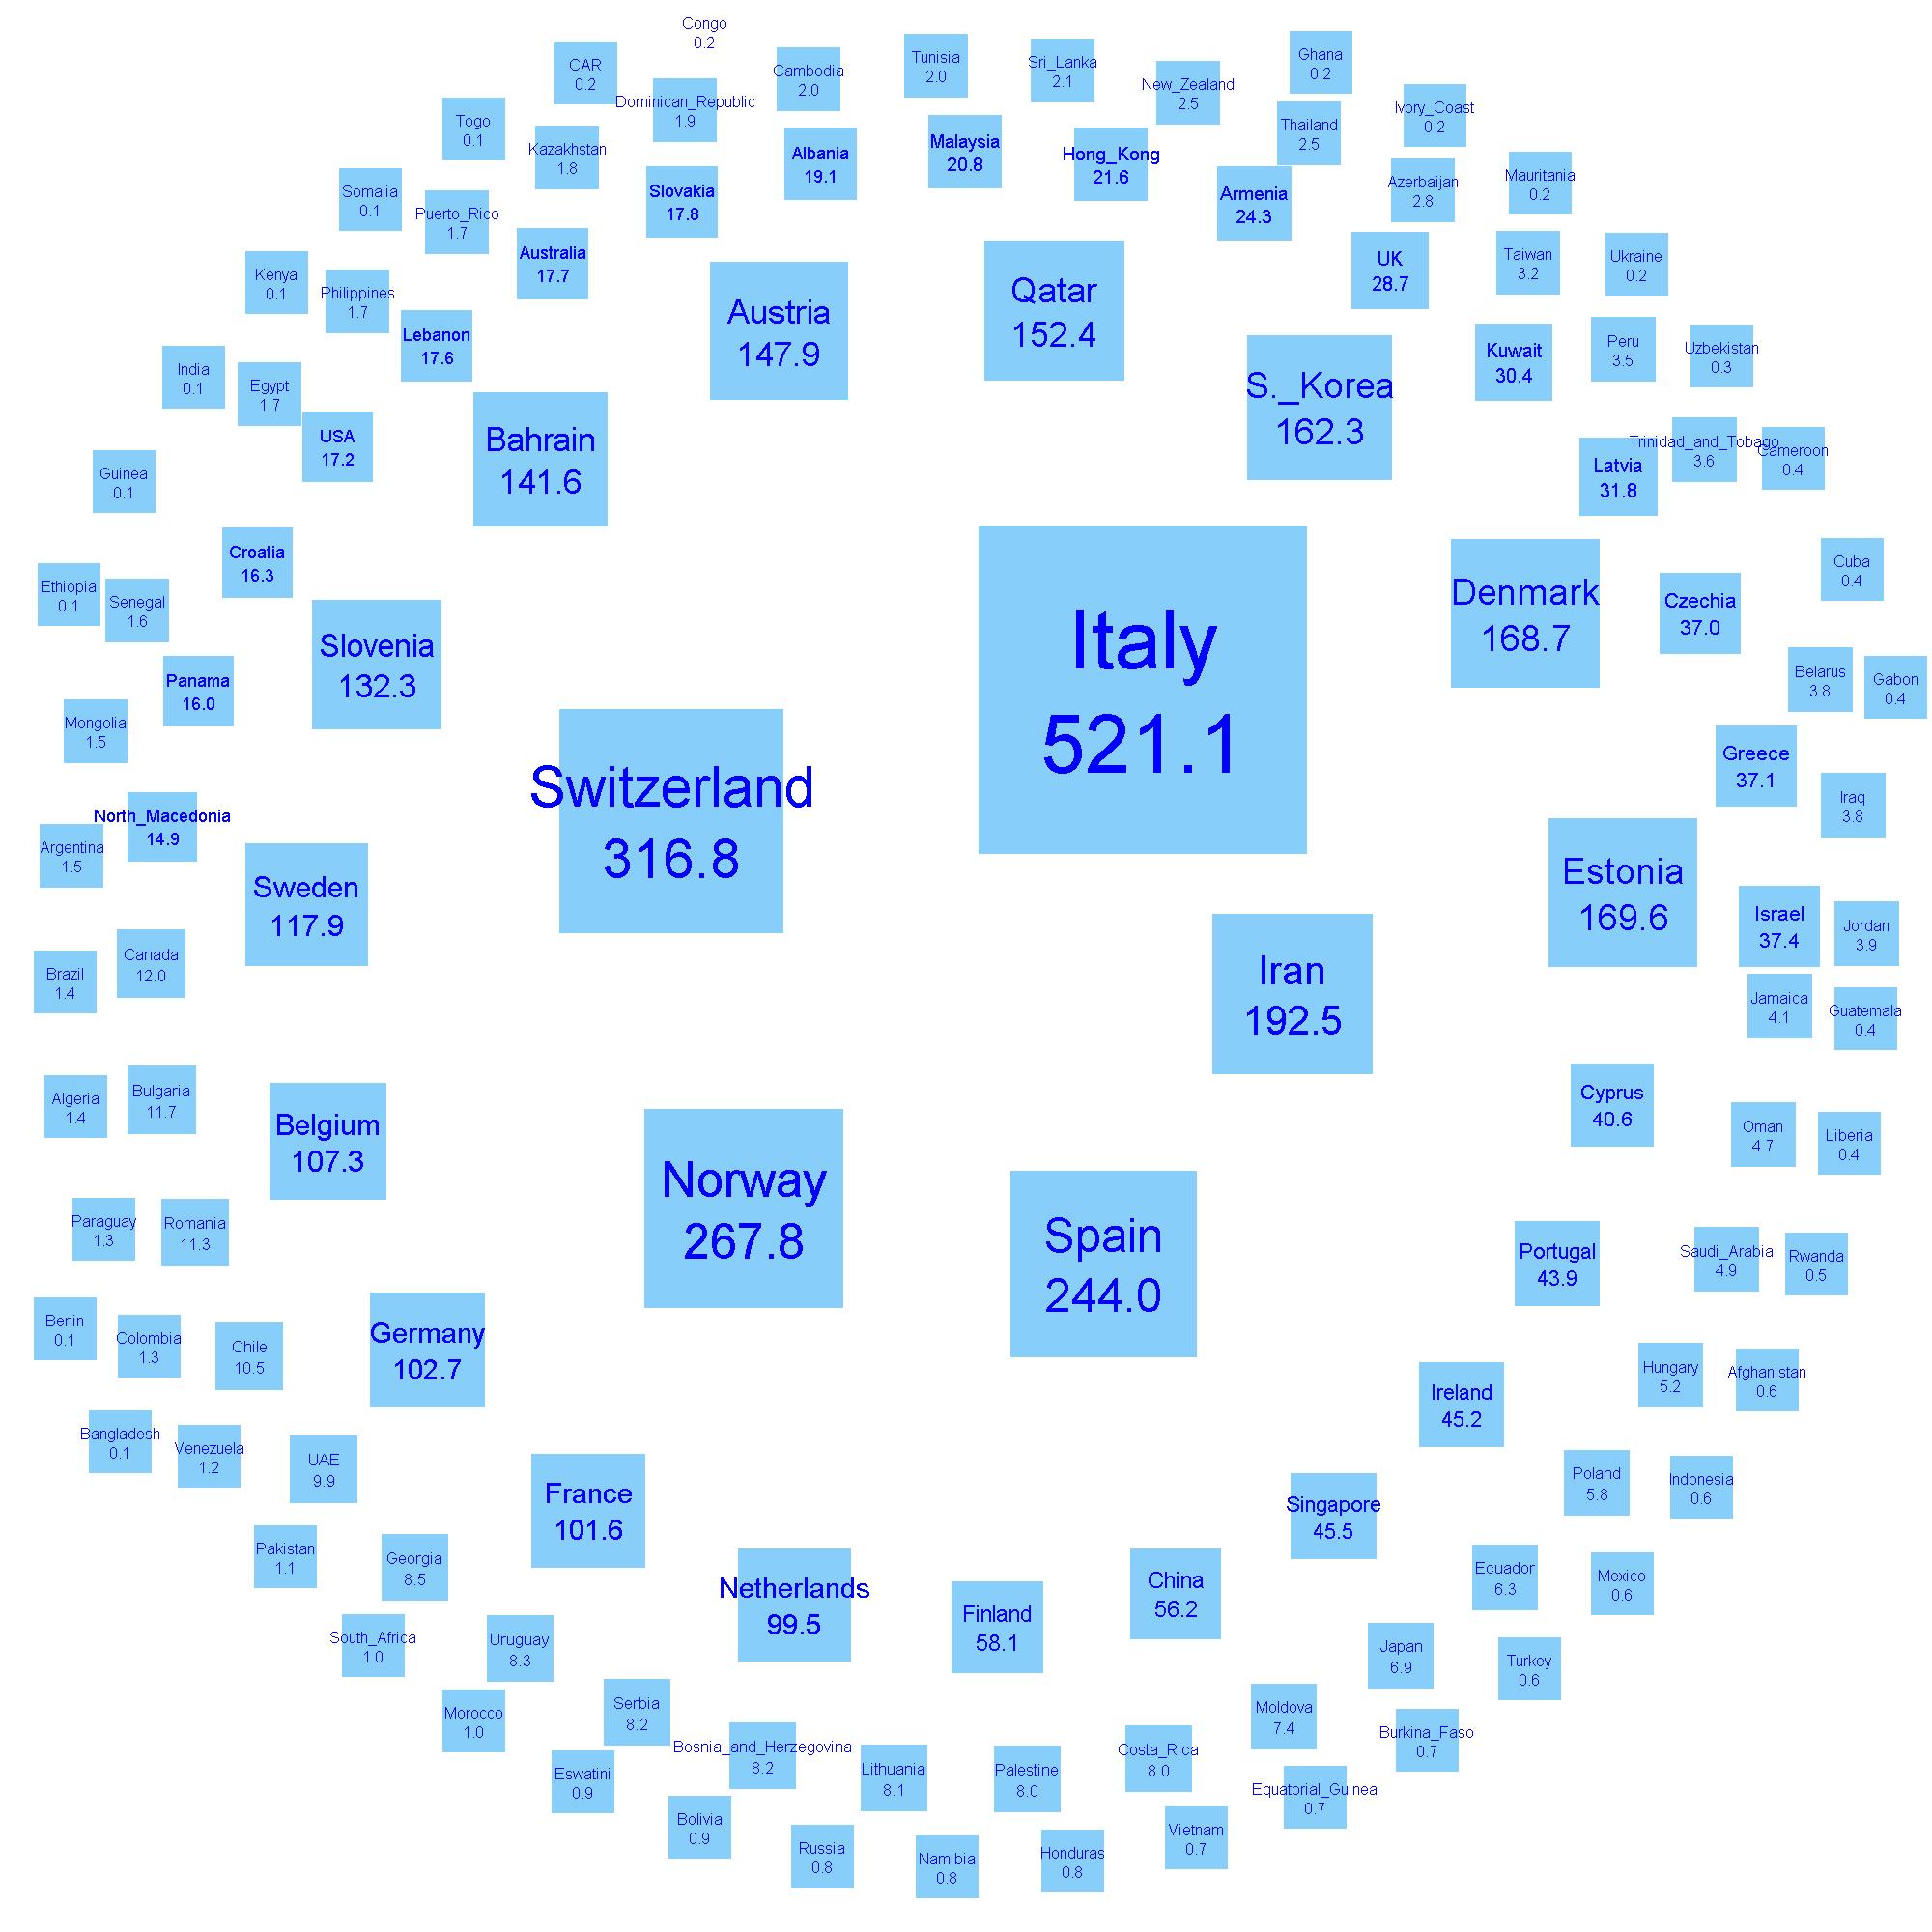 Congo
0.2
CAR
0.2
Cambodia
2.0
Tunisia
2.0
Sri_Lanka
2.1
New_Zealand
2.5
Ghana
0.2
Dominican_Republic
1.9
Ivory_Coast
0.2
Togo
0.1
Kazakhstan
1.8
Albania
19.1
Malaysia
20.8
Hong_Kong
21.6
Thailand
2.5
Mauritania
0.2
Somalia
0.1
Puerto_Rico
1.7
Slovakia
17.8
Armenia
24.3
Azerbaijan
2.8
Kenya
0.1
Philippines
1.7
Australia
17.7
UK
28.7
Taiwan
3.2
Ukraine
0.2
Austria
147.9
Qatar
152.4
Lebanon
17.6
Kuwait
30.4
Peru
3.5
Uzbekistan
0.3
India
0.1
Egypt
1.7
S._Korea
162.3
USA
17.2
Bahrain
141.6
Latvia
31.8
Trinidad_and_Tobago
3.6
Cameroon
0.4
Guinea
0.1
Croatia
16.3
Cuba
0.4
Ethiopia
0.1
Senegal
1.6
Slovenia
132.3
Italy
521.1
Denmark
168.7
Czechia
37.0
Panama
16.0
Belarus
3.8
Gabon
0.4
Mongolia
1.5
Greece
37.1
Switzerland
316.8
North_Macedonia
14.9
Iraq
3.8
Argentina
1.5
Sweden
117.9
Estonia
169.6
Israel
37.4
Jordan
3.9
Brazil
1.4
Canada
12.0
Iran
192.5
Jamaica
4.1
Guatemala
0.4
Algeria
1.4
Bulgaria
11.7
Belgium
107.3
Cyprus
40.6
Oman
4.7
Liberia
0.4
Norway
267.8
Spain
244.0
Paraguay
1.3
Romania
11.3
Portugal
43.9
Saudi_Arabia
4.9
Rwanda
0.5
Benin
0.1
Colombia
1.3
Chile
10.5
Germany
102.7
Ireland
45.2
Hungary
5.2
Afghanistan
0.6
Bangladesh
0.1
Venezuela
1.2
UAE
9.9
France
101.6
Singapore
45.5
Poland
5.8
Indonesia
0.6
Pakistan
1.1
Georgia
8.5
Netherlands
99.5
Finland
58.1
China
56.2
Ecuador
6.3
Mexico
0.6
South_Africa
1.0
Uruguay
8.3
Japan
6.9
Turkey
0.6
Morocco
1.0
Serbia
8.2
Bosnia_and_Herzegovina
8.2
Lithuania
8.1
Palestine
8.0
Costa_Rica
8.0
Moldova
7.4
Burkina_Faso
0.7
Eswatini
0.9
Equatorial_Guinea
0.7
Bolivia
0.9
Russia
0.8
Namibia
0.8
Honduras
0.8
Vietnam
0.7